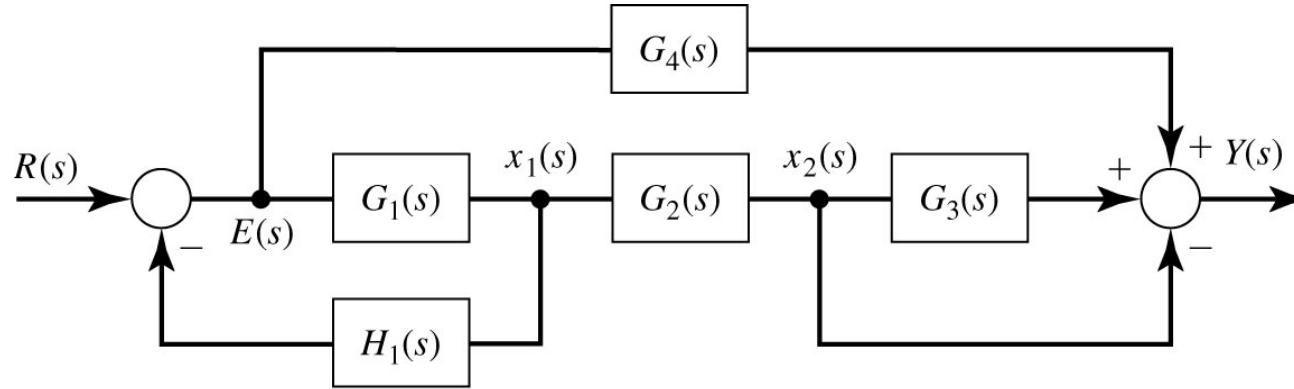 G₄(s)
R(s)
x₁(s)
x₂(s)
+
Y(s)
G₁(s)
G₂(s)
G₃(s)
+
E(s)
−
−
H₁(s)